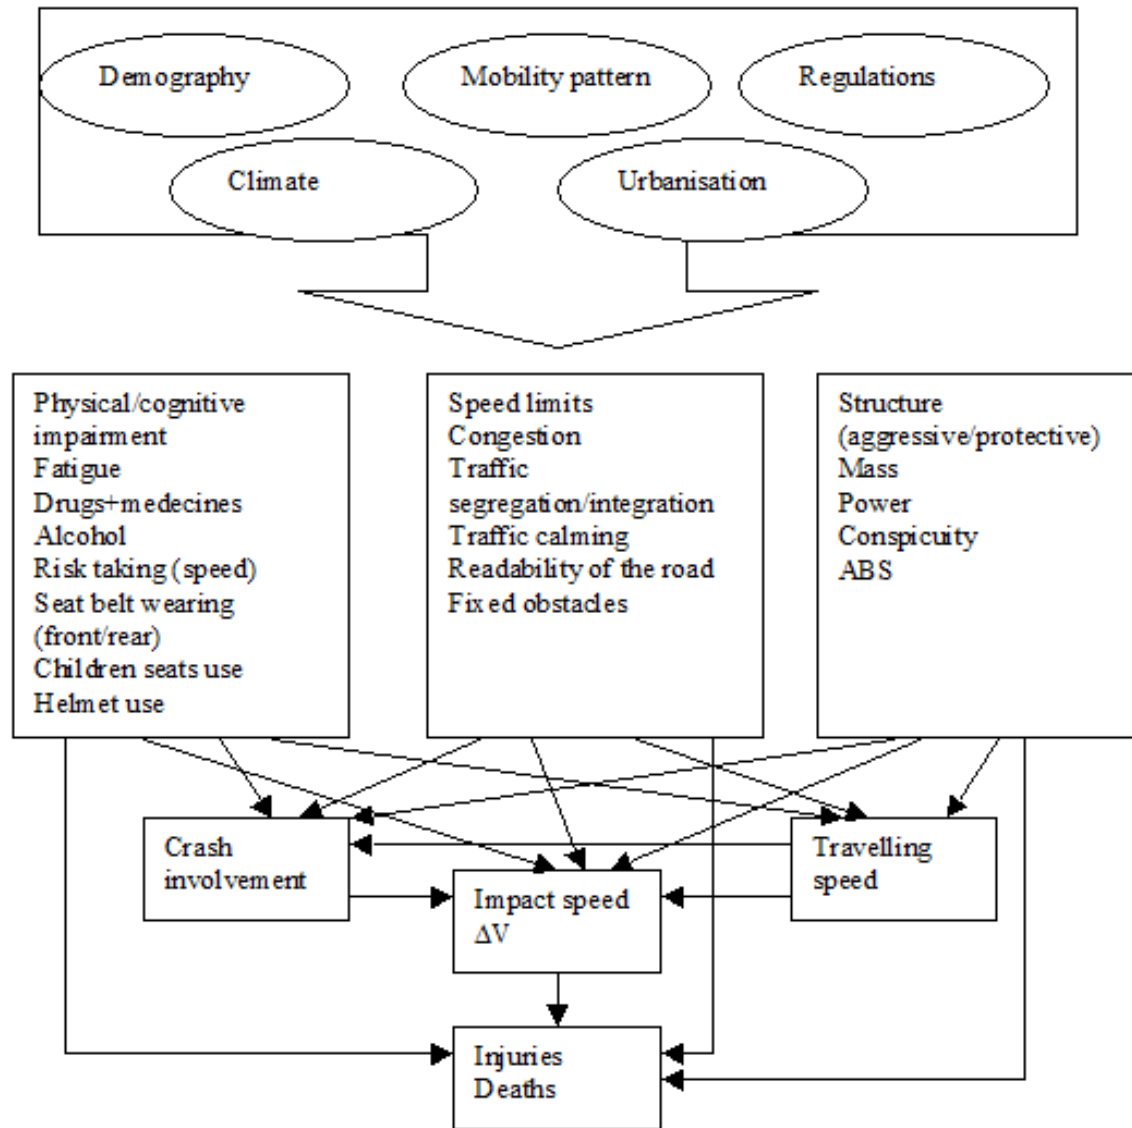 Demography
Mobility pattern
Regulations
Climate
Urbanisation
Physical/cognitive
impairment
Fatigue
Drugs+medecines
Alcohol
Risk taking (speed)
Seat belt wearing
(front/rear)
Children seats use
Helmet use
Speed limits
Congestion
Traffic
segregation/integration
Traffic calming
Readability of the road
Fixed obstacles
Structure
(aggressive/protective)
Mass
Power
Conspicuity
ABS
Crash
involvement
Impact speed
ΔV
Travelling
speed
Injuries
Deaths